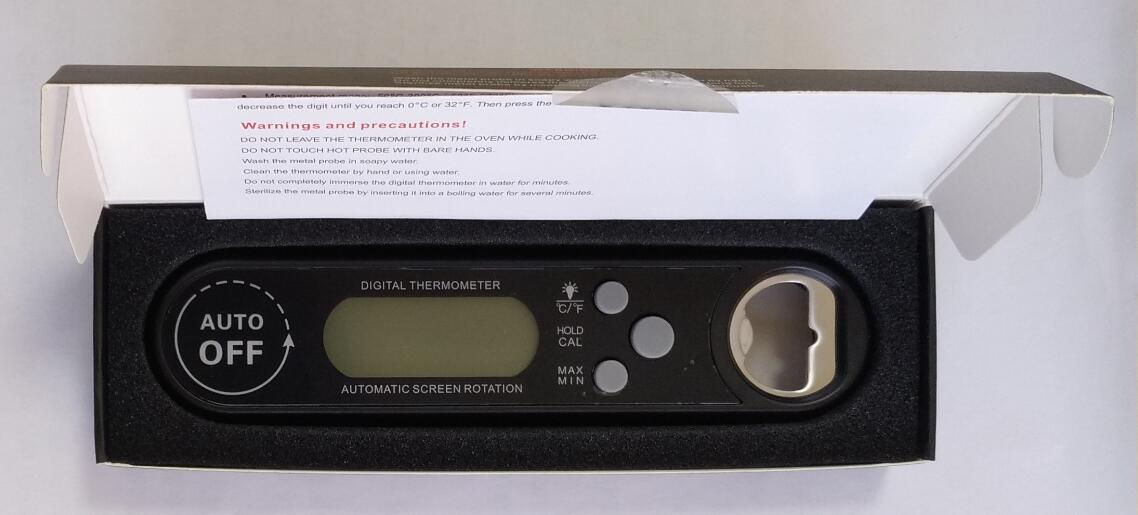 decrease the digit until you reach 0°C or 32°F. Then press the
Warnings and precautions!
DO NOT LEAVE THE THERMOMETER IN THE OVEN WHILE COOKING.
DO NOT TOUCH HOT PROBE WITH BARE HANDS.
Wash the metal probe in soapy water.
Clean the thermometer by hand or using water.
Do not completely immerse the digital thermometer in water for minutes.
Sterilize the metal probe by inserting it into a boiling water for several minutes.
DIGITAL THERMOMETER
AUTO
OFF
AUTOMATIC SCREEN ROTATION
°C/°F
HOLD
CAL
MAX
MIN